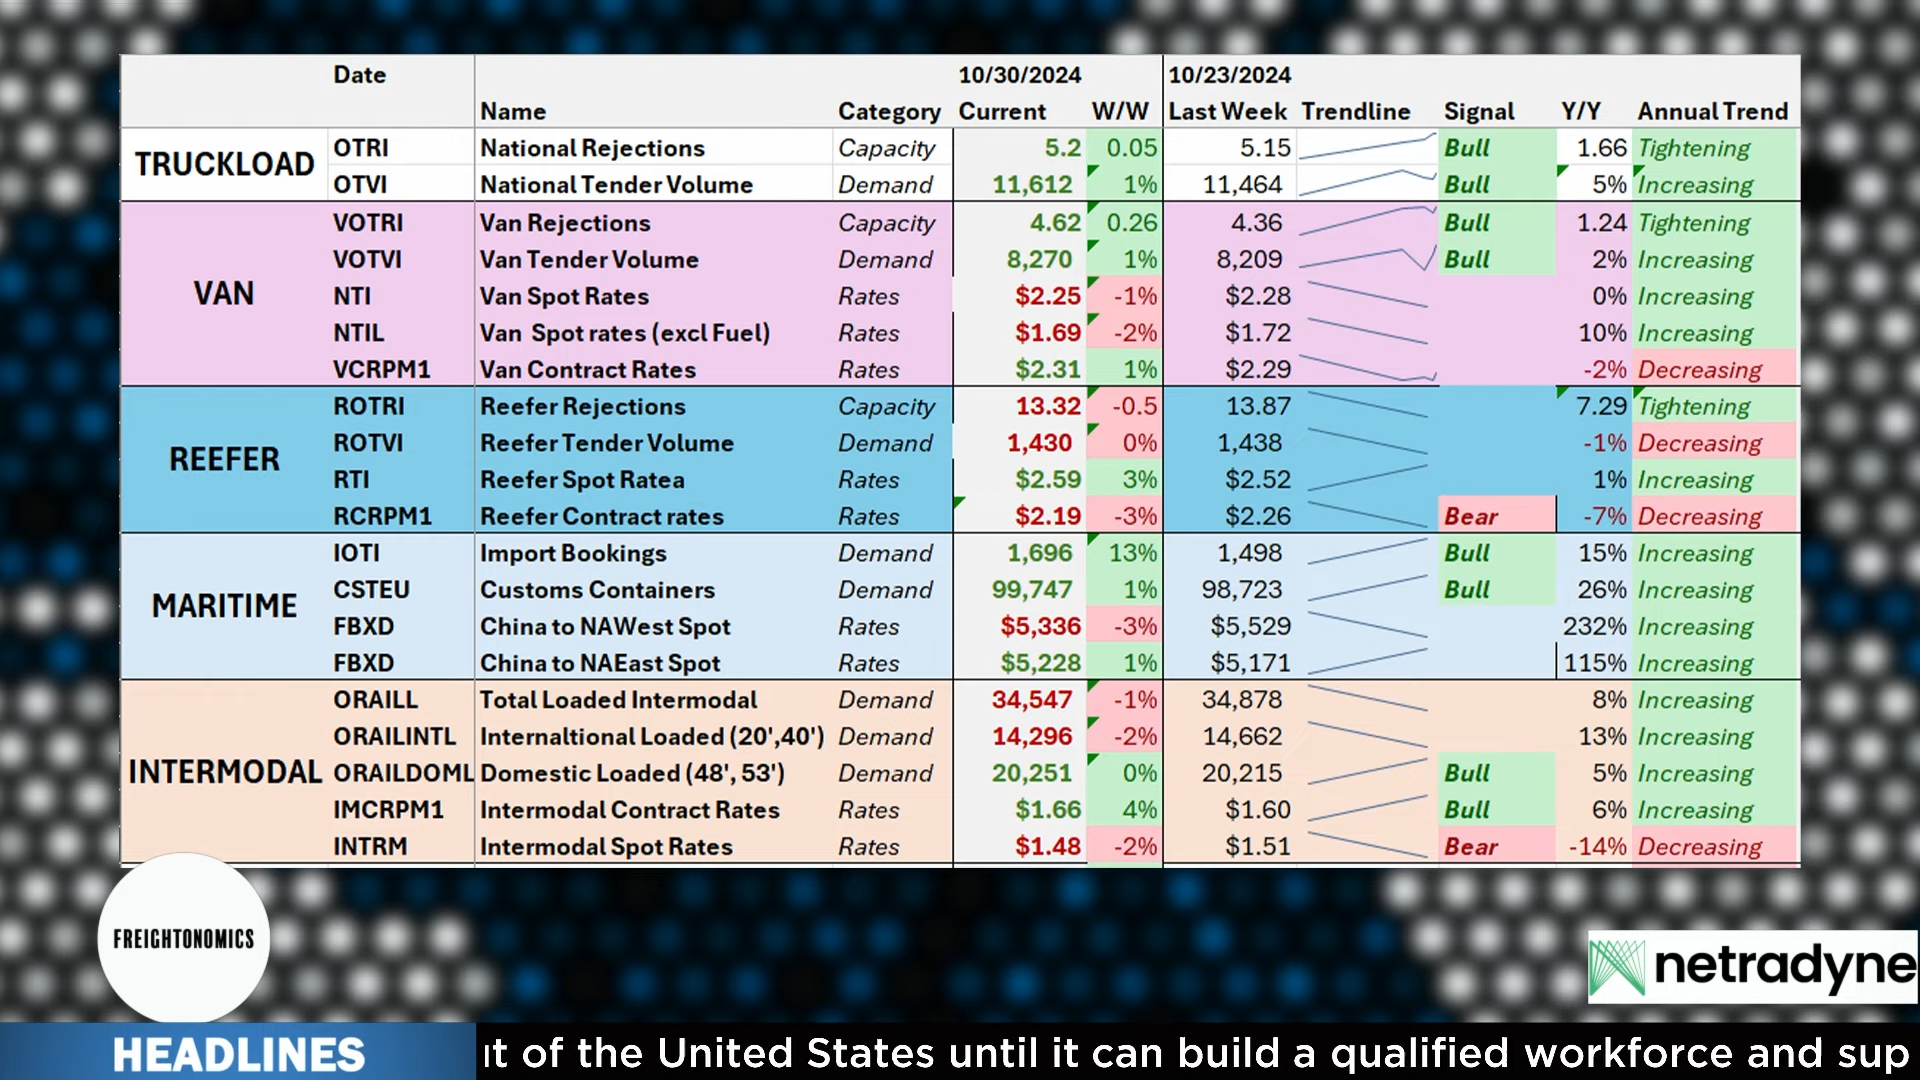 Date 10/30/2024 10/23/2024
Name Category Current W/W Last Week Trendline Signal Y/Y Annual Trend
TRUCKLOAD
OTRI National Rejections Capacity 5.2 0.05 5.15 Bull 1.66 Tightening
OTVI National Tender Volume Demand 11,612 1% 11,464 Bull 5% Increasing
VAN
VOTRI Van Rejections Capacity 4.62 0.26 4.36 Bull 1.24 Tightening
VOTVI Van Tender Volume Demand 8,270 1% 8,209 Bull 2% Increasing
NTI Van Spot Rates Rates $2.25 -1% $2.28 0% Increasing
NTIL Van Spot rates (excl Fuel) Rates $1.69 -2% $1.72 10% Increasing
VCRPM1 Van Contract Rates Rates $2.31 1% $2.29 -2% Decreasing
REEFER
ROTRI Reefer Rejections Capacity 13.32 -0.5 13.87 7.29 Tightening
ROTVI Reefer Tender Volume Demand 1,430 0% 1,438 -1% Decreasing
RTI Reefer Spot Ratea Rates $2.59 3% $2.52 1% Increasing
RCRPM1 Reefer Contract rates Rates $2.19 -3% $2.26 Bear -7% Decreasing
MARITIME
IOTI Import Bookings Demand 1,696 13% 1,498 Bull 15% Increasing
CSTEU Customs Containers Demand 99,747 1% 98,723 Bull 26% Increasing
FBXD China to NAWest Spot Rates $5,336 -3% $5,529 232% Increasing
FBXD China to NAEast Spot Rates $5,228 1% $5,171 115% Increasing
INTERMODAL
ORAILL Total Loaded Intermodal Demand 34,547 -1% 34,878 8% Increasing
ORAILINTL Internaltional Loaded (20',40') Demand 14,296 -2% 14,662 13% Increasing
ORAILDOML Domestic Loaded (48', 53') Demand 20,251 0% 20,215 Bull 5% Increasing
IMCRPM1 Intermodal Contract Rates Rates $1.66 4% $1.60 Bull 6% Increasing
INTRM Intermodal Spot Rates Rates $1.48 -2% $1.51 Bear -14% Decreasing
FREIGHTONOMICS
netradyne
HEADLINES of the United States until it can build a qualified workforce and sup